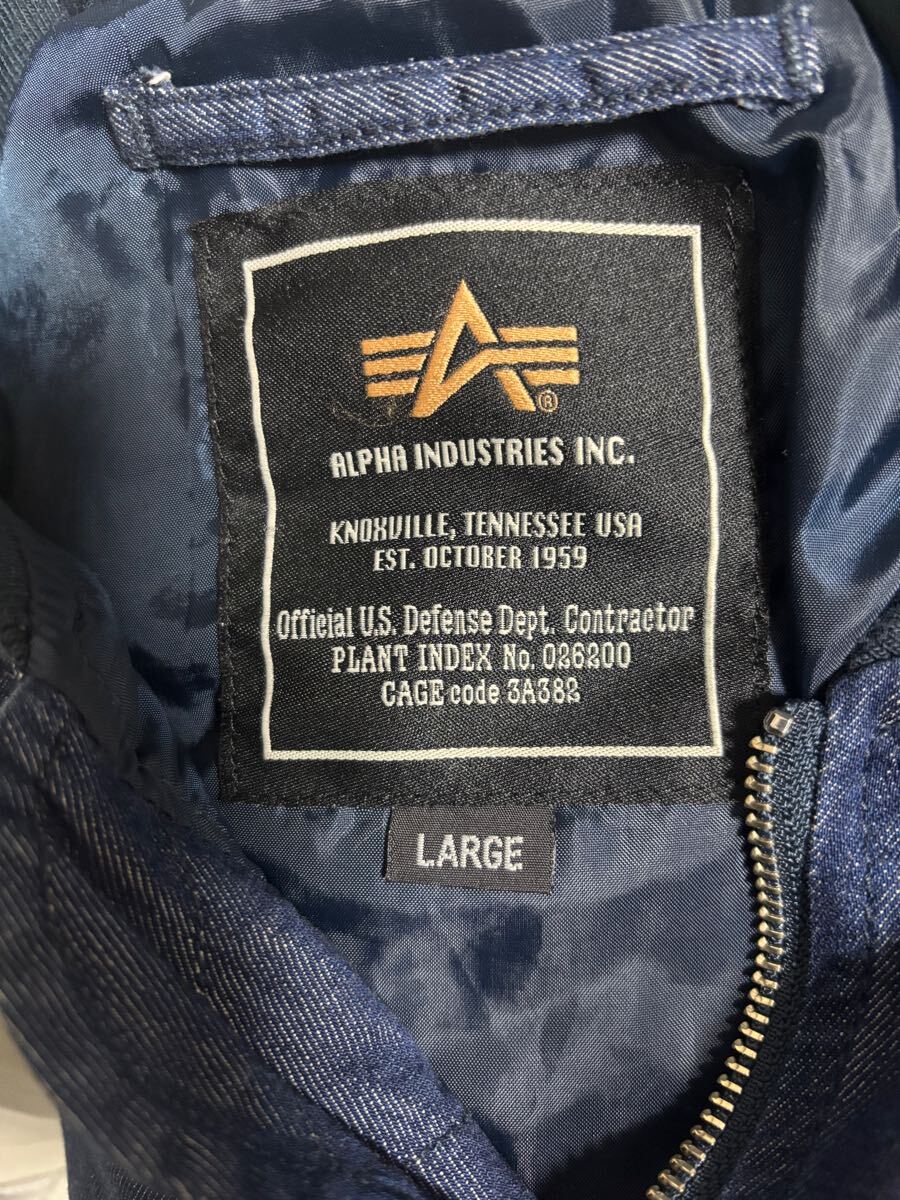 ®
ALPHA INDUSTRIES INC.
KNOXVILLE, TENNESSEE USA
EST. OCTOBER 1959
Official U.S. Defense Dept. Contractor
PLANT INDEX No. 026200
CAGE code 3A382
LARGE